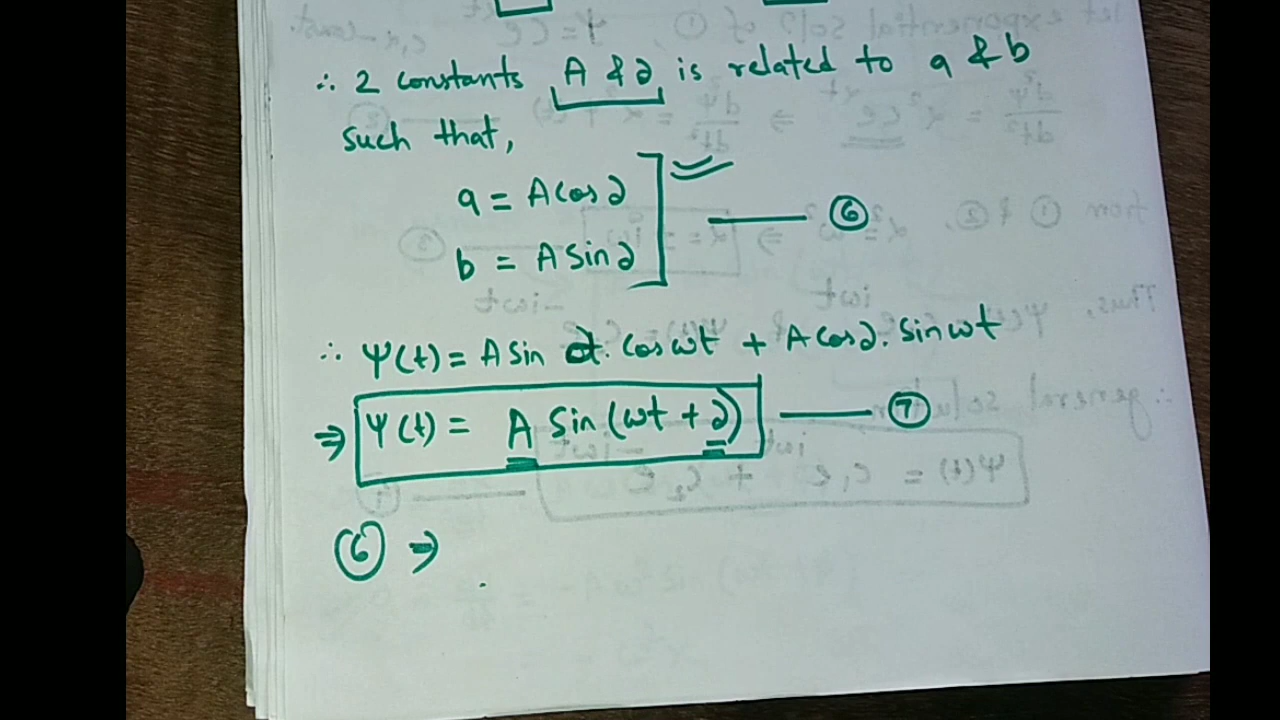 ∴ 2 constants A & ∂ is related to a & b
such that,
a = A cos ∂
b = A sin ∂ ] —— ⑥
∴ Ψ(t) = A sin ∂. cos ωt + A cos ∂. sin ωt
⇒ Ψ(t) = A sin (ωt + ∂) —— ⑦
⑥ ⇒